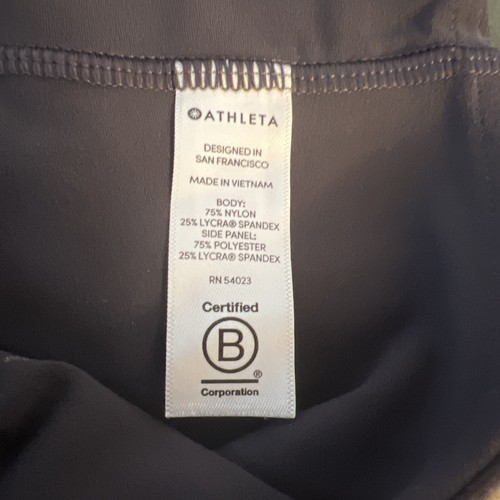 ATHLETA
DESIGNED IN
SAN FRANCISCO
MADE IN VIETNAM
BODY:
75% NYLON
25% LYCRA® SPANDEX
SIDE PANEL:
75% POLYESTER
25% LYCRA® SPANDEX
RN 54023
Certified
B
®
Corporation